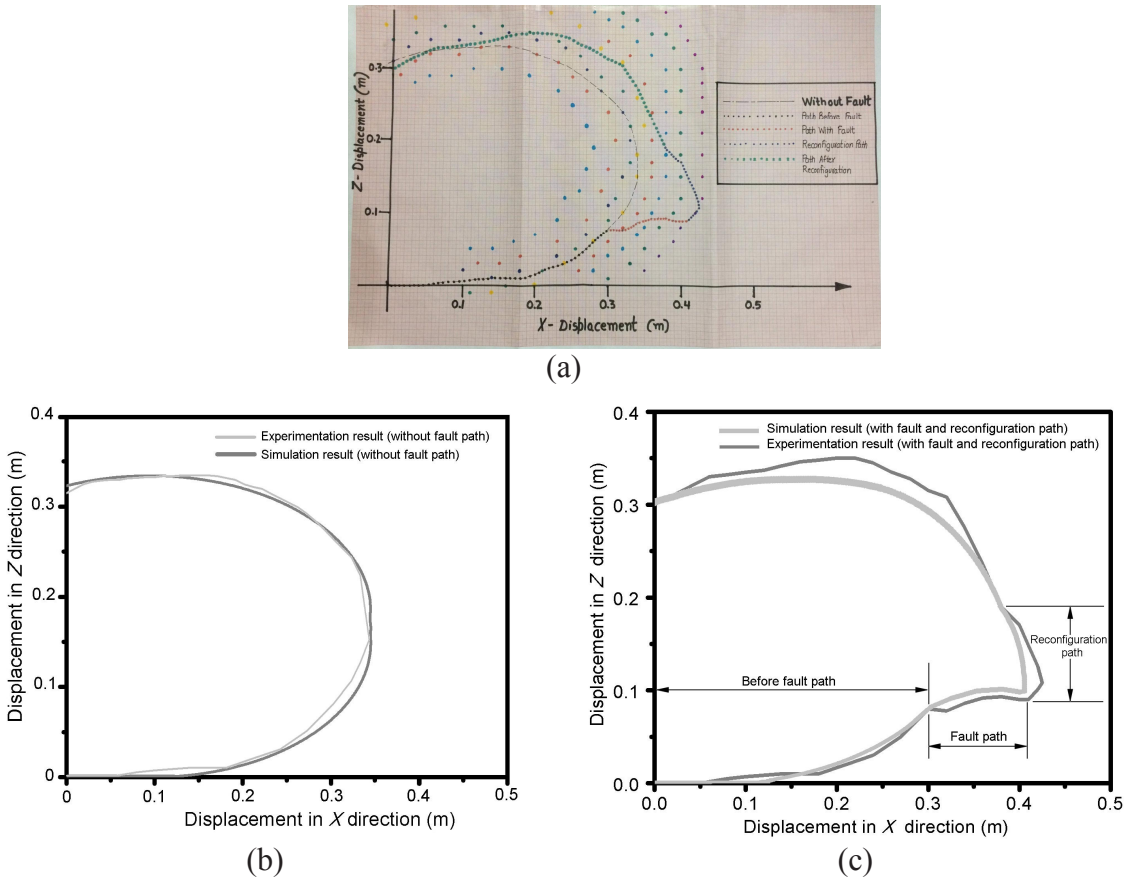 0.3
0.2
0.1
Z- Displacement (m)
0.1
0.2
0.3
0.4
0.5
X- Displacement (m)
Without Fault
Path Before Fault
Path With Fault
Reconfiguration Path
Path After
Reconfiguration
(a)
0.4
0.3
0.2
0.1
0
Displacement in Z direction (m)
Experimentation result (without fault path)
Simulation result (without fault path)
0
0.1
0.2
0.3
0.4
0.5
Displacement in X direction (m)
(b)
0.4
0.3
0.2
0.1
0.0
Displacement in Z direction (m)
Simulation result (with fault and reconfiguration path)
Experimentation result (with fault and reconfiguration path)
Reconfiguration
path
Before fault path
Fault path
0.0
0.1
0.2
0.3
0.4
0.5
Displacement in X direction (m)
(c)